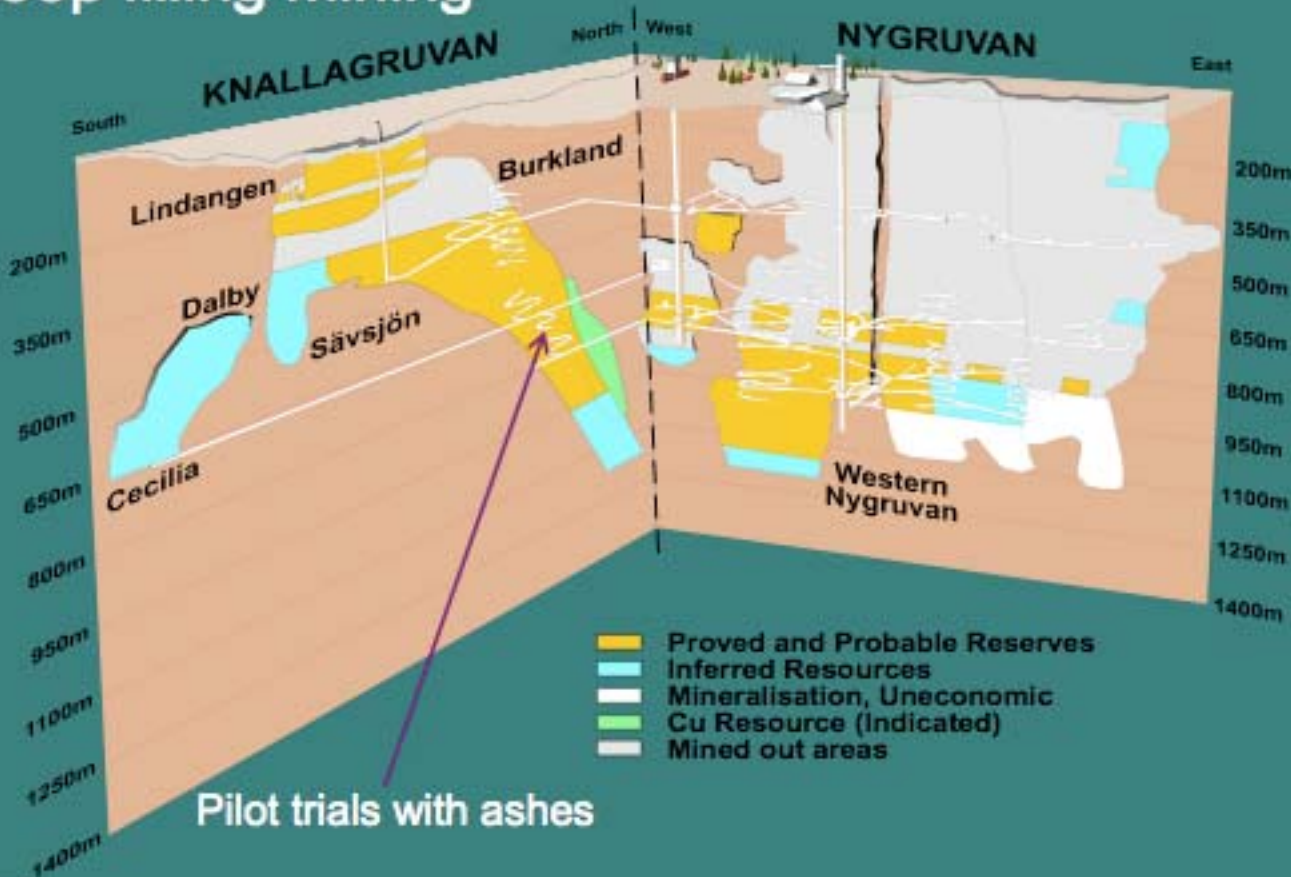 KNALLAGRUVAN
North
West
NYGRUVAN
East
South
Lindangen
Burkland
Dalby
Sävsjön
Cecilia
Western
Nygruvan
200m
350m
500m
650m
800m
950m
1100m
1250m
1400m
200m
350m
500m
650m
800m
950m
1100m
1250m
1400m
Proved and Probable Reserves
Inferred Resources
Mineralisation, Uneconomic
Cu Resource (Indicated)
Mined out areas
Pilot trials with ashes